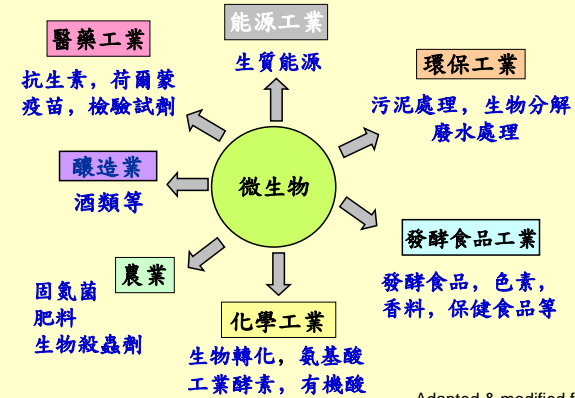 能源工業
生質能源
醫藥工業
抗生素，荷爾蒙
疫苗，檢驗試劑
環保工業
污泥處理，生物分解
廢水處理
釀造業
酒類等
微生物
發酵食品工業
發酵食品，色素，
香料，保健食品等
農業
固氮菌
肥料
生物殺蟲劑
化學工業
生物轉化，氨基酸
工業酵素，有機酸
Adapted & modified f